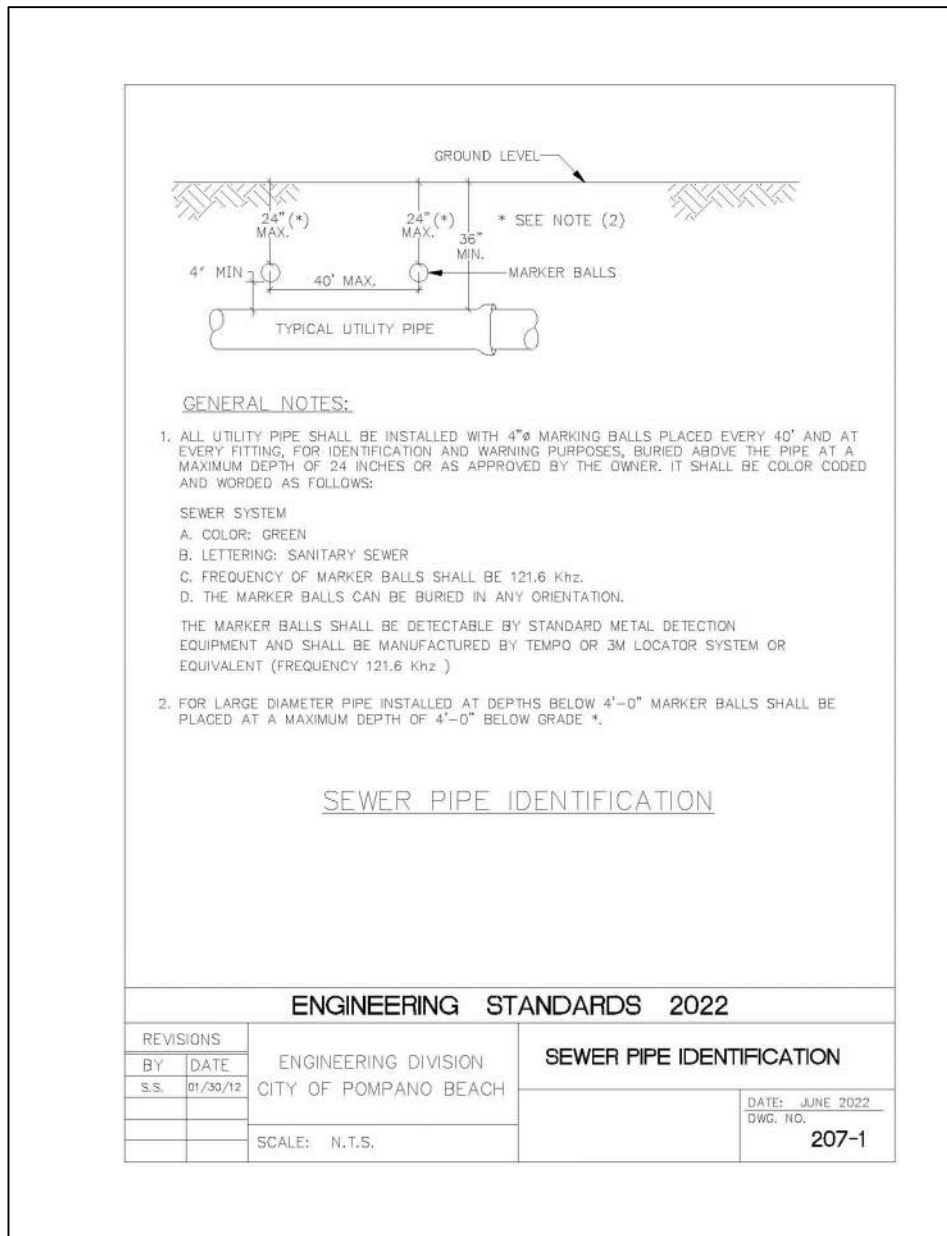 GROUND LEVEL
24"(*)
MAX.
24"(*)
MAX.
36"
MIN.
* SEE NOTE (2)
4" MIN
40' MAX.
MARKER BALLS
TYPICAL UTILITY PIPE
GENERAL NOTES:
1. ALL UTILITY PIPE SHALL BE INSTALLED WITH 4"ø MARKING BALLS PLACED EVERY 40' AND AT
EVERY FITTING, FOR IDENTIFICATION AND WARNING PURPOSES, BURIED ABOVE THE PIPE AT A
MAXIMUM DEPTH OF 24 INCHES OR AS APPROVED BY THE OWNER. IT SHALL BE COLOR CODED
AND WORDED AS FOLLOWS:
SEWER SYSTEM
A. COLOR: GREEN
B. LETTERING: SANITARY SEWER
C. FREQUENCY OF MARKER BALLS SHALL BE 121.6 Khz.
D. THE MARKER BALLS CAN BE BURIED IN ANY ORIENTATION.
THE MARKER BALLS SHALL BE DETECTABLE BY STANDARD METAL DETECTION
EQUIPMENT AND SHALL BE MANUFACTURED BY TEMPO OR 3M LOCATOR SYSTEM OR
EQUIVALENT (FREQUENCY 121.6 Khz )
2. FOR LARGE DIAMETER PIPE INSTALLED AT DEPTHS BELOW 4'-0" MARKER BALLS SHALL BE
PLACED AT A MAXIMUM DEPTH OF 4'-0" BELOW GRADE *.
SEWER PIPE IDENTIFICATION
ENGINEERING STANDARDS 2022
REVISIONS
BY DATE
S.S. 01/30/12
ENGINEERING DIVISION
CITY OF POMPANO BEACH
SCALE: N.T.S.
SEWER PIPE IDENTIFICATION
DATE: JUNE 2022
DWG. NO.
207-1